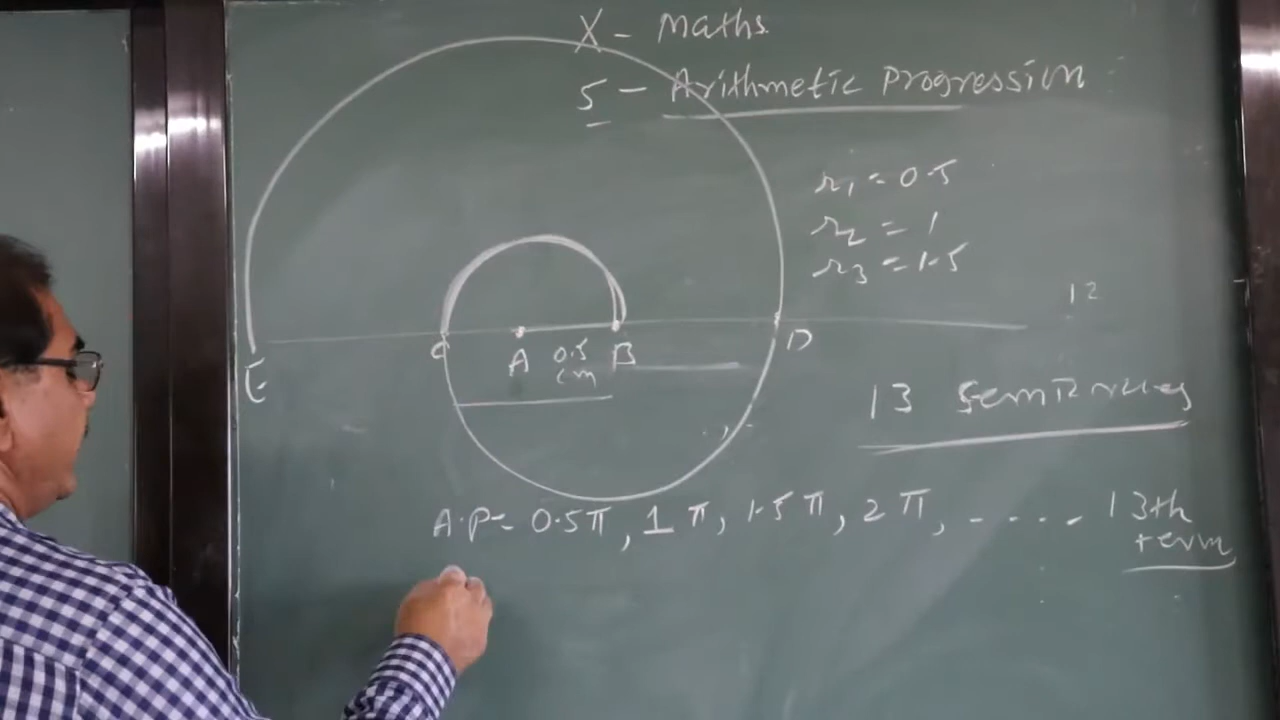 X - Maths
5 - Arithmetic Progression
r₁ = 0.5
r₂ = 1
r₃ = 1.5
12
C A 0.5 cm B D
E
13 Semicircles
A.P = 0.5π, 1π, 1.5π, 2π, ----- 13th term